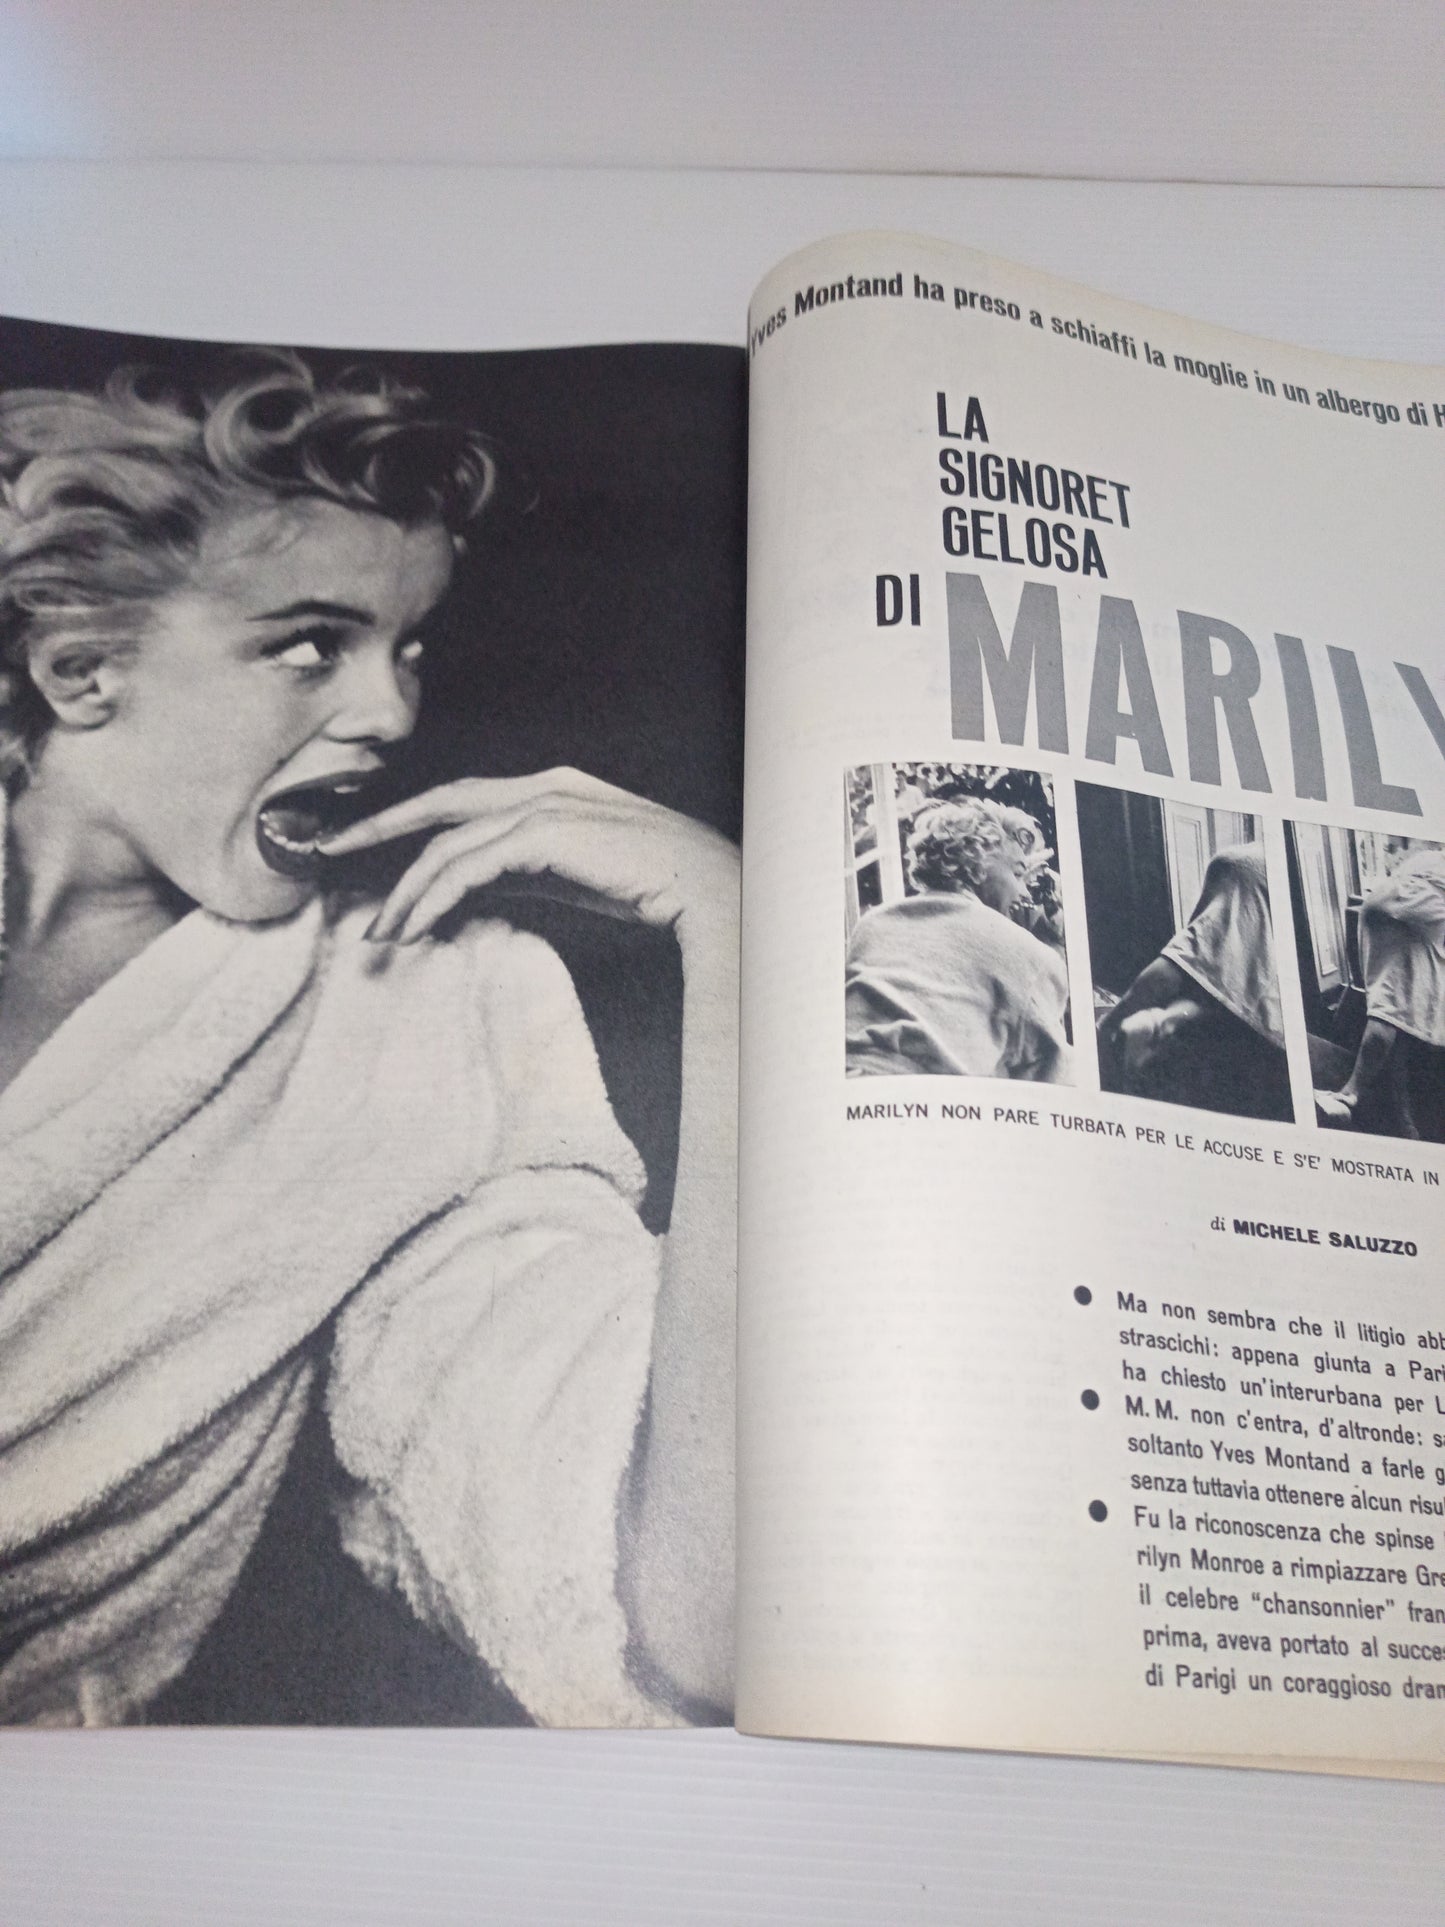 Yves Montand ha preso a schiaffi la moglie in un albergo di
LA
SIGNORET
GELOSA
DI MARILY
MARILYN NON PARE TURBATA PER LE ACCUSE E S'E' MOSTRATA IN
di MICHELE SALUZZO
● Ma non sembra che il litigio abb
strascichi: appena giunta a Pari
ha chiesto un'interurbana per L
● M. M. non c'entra, d'altronde: sa
soltanto Yves Montand a farle g
senza tuttavia ottenere alcun risul
● Fu la riconoscenza che spinse
rilyn Monroe a rimpiazzare Gre
il celebre "chansonnier" fran
prima, aveva portato al succes
di Parigi un coraggioso dram